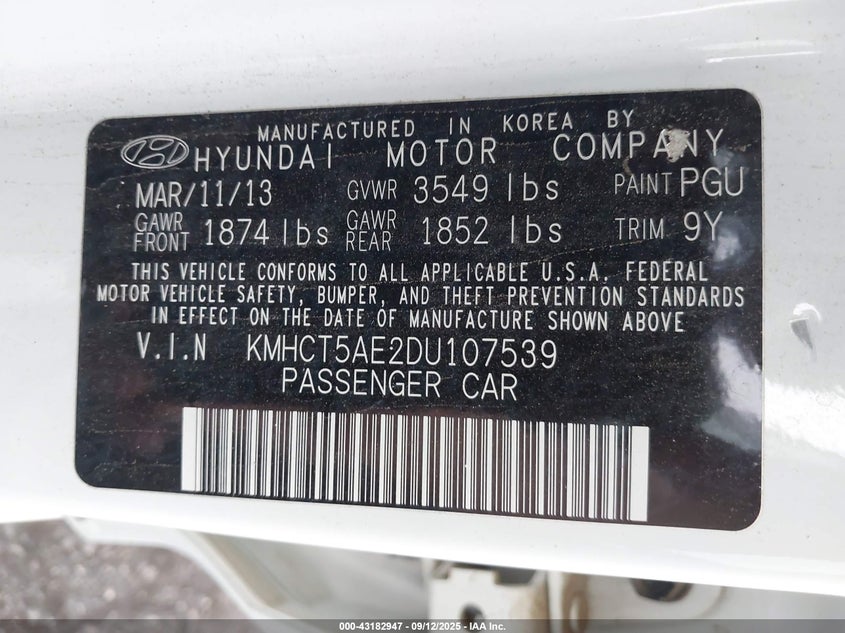 MANUFACTURED IN KOREA BY
HYUNDAI MOTOR COMPANY
MAR/11/13 GVWR 3549 lbs PAINT PGU
GAWR FRONT 1874 lbs GAWR REAR 1852 lbs TRIM 9Y
THIS VEHICLE CONFORMS TO ALL APPLICABLE U.S.A. FEDERAL
MOTOR VEHICLE SAFETY, BUMPER, AND THEFT PREVENTION STANDARDS
IN EFFECT ON THE DATE OF MANUFACTURE SHOWN ABOVE
V.I.N KMHCT5AE2DU107539
PASSENGER CAR
000-43182947 - 09/12/2025 - IAA Inc.